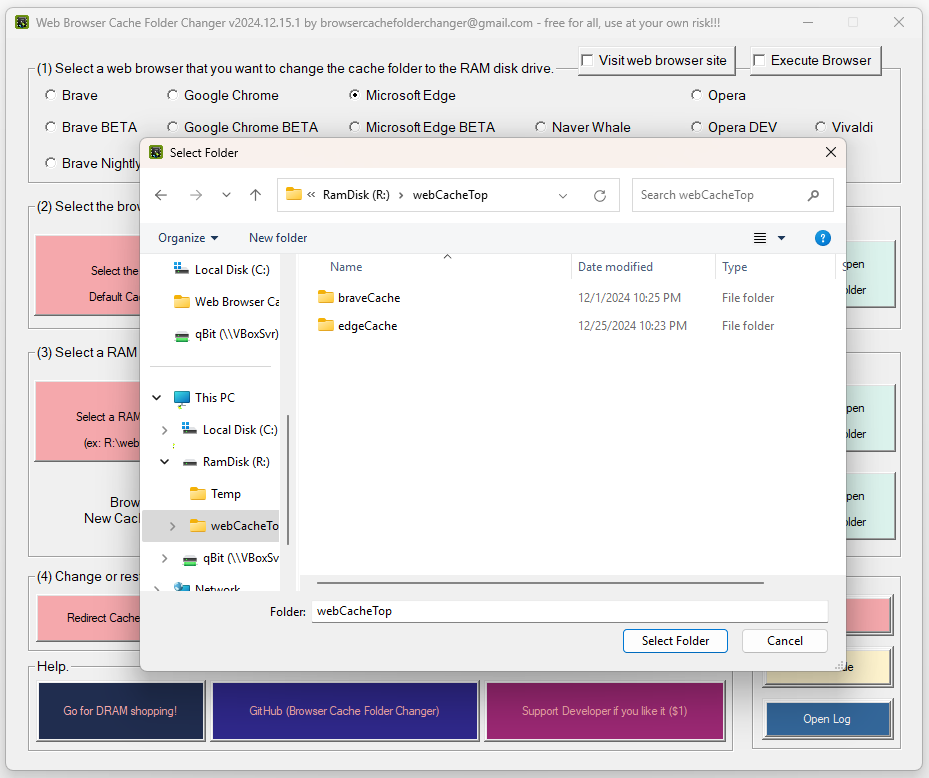 Web Browser Cache Folder Changer v2024.12.15.1 by browsercachefolderchanger@gmail.com - free for all, use at your own risk!!!
(1) Select a web browser that you want to change the cache folder to the RAM disk drive.
Visit web browser site
Execute Browser
Brave
Google Chrome
Microsoft Edge
Opera
Brave BETA
Google Chrome BETA
Microsoft Edge BETA
Naver Whale
Opera DEV
Vivaldi
Brave Nightly
Select Folder
« RamDisk (R:) > webCacheTop
Search webCacheTop
Organize
New folder
(2) Select the brow
Select the
Default Cac
pen
lder
Name
Date modified
Type
S
Local Disk (C:)
Web Browser Ca
qBit (\\VBoxSvr)
braveCache
12/1/2024 10:25 PM
File folder
edgeCache
12/25/2024 10:23 PM
File folder
(3) Select a RAM
Select a RAM
(ex: R:\web
pen
lder
This PC
Local Disk (C:)
RamDisk (R:)
Temp
webCacheTo
qBit (\\VBoxSv
Network
Brow
New Cac
pen
lder
Folder: webCacheTop
Select Folder
Cancel
(4) Change or res
Redirect Cache
de
Help.
Go for DRAM shopping!
GitHub (Browser Cache Folder Changer)
Support Developer if you like it ($1)
Open Log